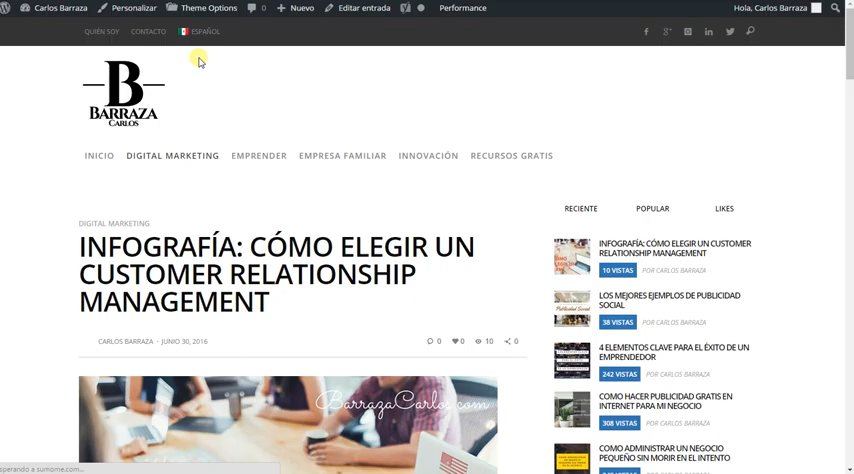 Carlos Barraza Personalizar Theme Options 0 Nuevo Editar entrada Performance Hola, Carlos Barraza
QUIÉN SOY CONTACTO ESPAÑOL
B
BARRAZA
CARLOS
INICIO DIGITAL MARKETING EMPRENDER EMPRESA FAMILIAR INNOVACIÓN RECURSOS GRATIS
DIGITAL MARKETING
INFOGRAFÍA: CÓMO ELEGIR UN
CUSTOMER RELATIONSHIP
MANAGEMENT
CARLOS BARRAZA - JUNIO 30, 2016 0 0 10 0
BarrazaCarlos.com
RECIENTE POPULAR LIKES
INFOGRAFÍA: CÓMO ELEGIR UN CUSTOMER
RELATIONSHIP MANAGEMENT
10 VISTAS POR CARLOS BARRAZA
LOS MEJORES EJEMPLOS DE PUBLICIDAD
SOCIAL
38 VISTAS POR CARLOS BARRAZA
4 ELEMENTOS CLAVE PARA EL ÉXITO DE UN
EMPRENDEDOR
242 VISTAS POR CARLOS BARRAZA
COMO HACER PUBLICIDAD GRATIS EN
INTERNET PARA MI NEGOCIO
308 VISTAS POR CARLOS BARRAZA
COMO ADMINISTRAR UN NEGOCIO
PEQUEÑO SIN MORIR EN EL INTENTO
sperando a sumome.com...